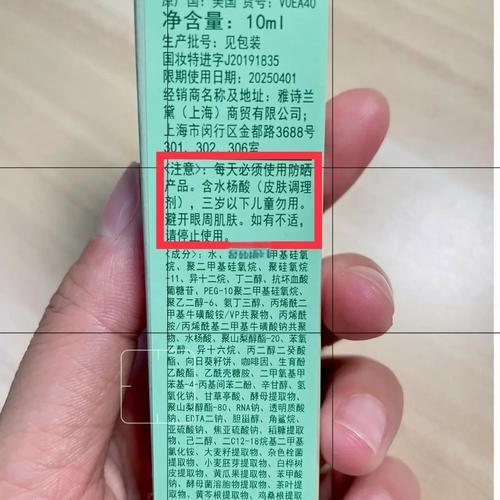 原产国：美国 货号：V0EA40
净含量：10ml
生产批号：见包装
国妆特进字J20191835
限期使用日期：20250401
经销商名称及地址：雅诗兰
黛（上海）商贸有限公司；
上海市闵行区金都路3688号
301、302、306室
〈注意〉：每天必须使用防晒
产品。含水杨酸（皮肤调理
剂），三岁以下儿童勿用。
避开眼周肌肤。如有不适，
请停止使用。
〈成分〉：水、甲基硅氧
烷、聚二甲基硅氧烷、聚硅氧烷
-11、异十二烷、丁二醇、抗坏血酸
葡糖苷、PEG-10聚二甲基硅氧烷、
聚乙二醇-6、氨丁三醇、丙烯酰二
甲基牛磺酸铵/VP共聚物、丙烯酸
酯/丙烯酰基二甲基牛磺酸钠共聚
物、水杨酸、聚山梨醇酯-20、苯氧
乙醇、异十六烷、丙二醇二癸酸
酯、向日葵籽饼、咖啡因、生育酚
乙酸酯、乙酰壳糖胺、二甲氧基甲
苯基-4-丙基间苯二酚、辛甘醇、氢
氧化钠、甘草酸、酵母提取物、
聚山梨醇酯-80、RNA钠、透明质酸
钠、EDTA二钠、胆甾醇、角鲨烷、
亚硫酸钠、焦亚硫酸钠、稻糠提取
物、己二醇、二C12-18烷基二甲基
氯化铵、大麦籽提取物、杂色栓菌
提取物、小麦胚芽提取物、白桦树
皮提取物、黄瓜果提取物、苯甲酸
钠、酵母菌溶胞物提取物、茶叶提
取物、黄芩根提取物、鸡桑根提取